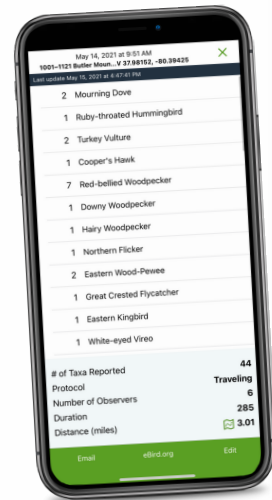 May 14, 2021 at 9:51 AM
1001–1121 Butler Moun...V 37.98152, -80.39425
Last update May 15, 2021 at 4:47:41 PM
2 Mourning Dove
1 Ruby-throated Hummingbird
2 Turkey Vulture
1 Cooper's Hawk
7 Red-bellied Woodpecker
1 Downy Woodpecker
1 Hairy Woodpecker
1 Northern Flicker
2 Eastern Wood-Pewee
1 Great Crested Flycatcher
1 Eastern Kingbird
1 White-eyed Vireo
# of Taxa Reported 44
Protocol Traveling
Number of Observers 6
Duration 285
Distance (miles) 3.01
Email eBird.org Edit